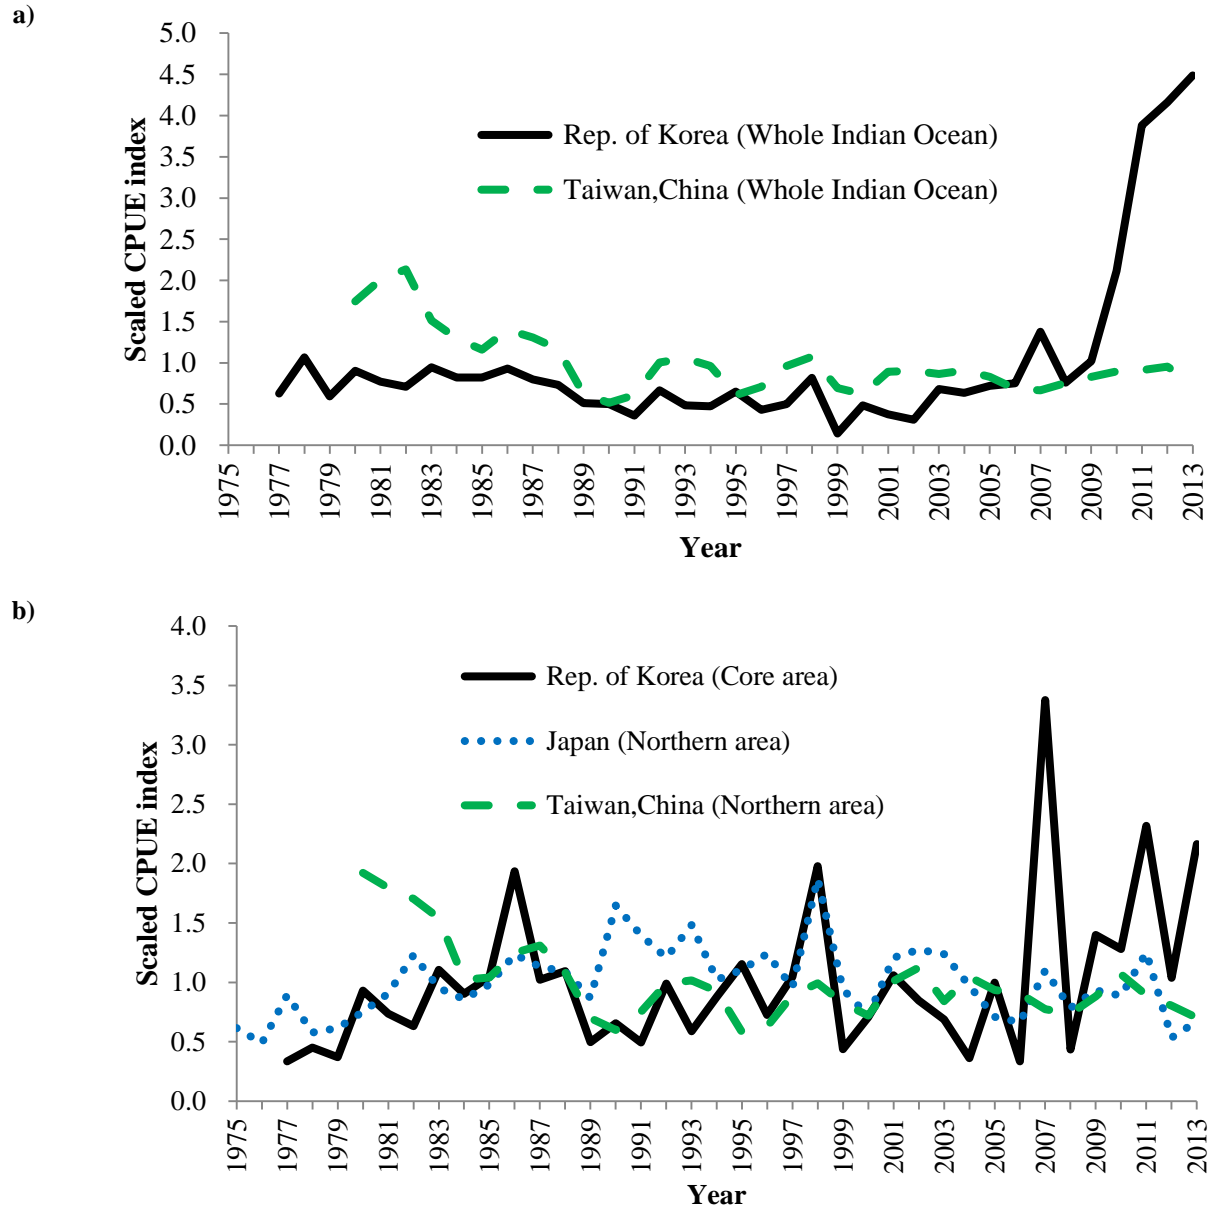 a)
5.0
4.5
4.0
3.5
3.0
2.5
2.0
1.5
1.0
0.5
0.0
Scaled CPUE index
Rep. of Korea (Whole Indian Ocean)
Taiwan,China (Whole Indian Ocean)
1975 1977 1979 1981 1983 1985 1987 1989 1991 1993 1995 1997 1999 2001 2003 2005 2007 2009 2011 2013
Year
b)
4.0
3.5
3.0
2.5
2.0
1.5
1.0
0.5
0.0
Scaled CPUE index
Rep. of Korea (Core area)
Japan (Northern area)
Taiwan,China (Northern area)
1975 1977 1979 1981 1983 1985 1987 1989 1991 1993 1995 1997 1999 2001 2003 2005 2007 2009 2011 2013
Year